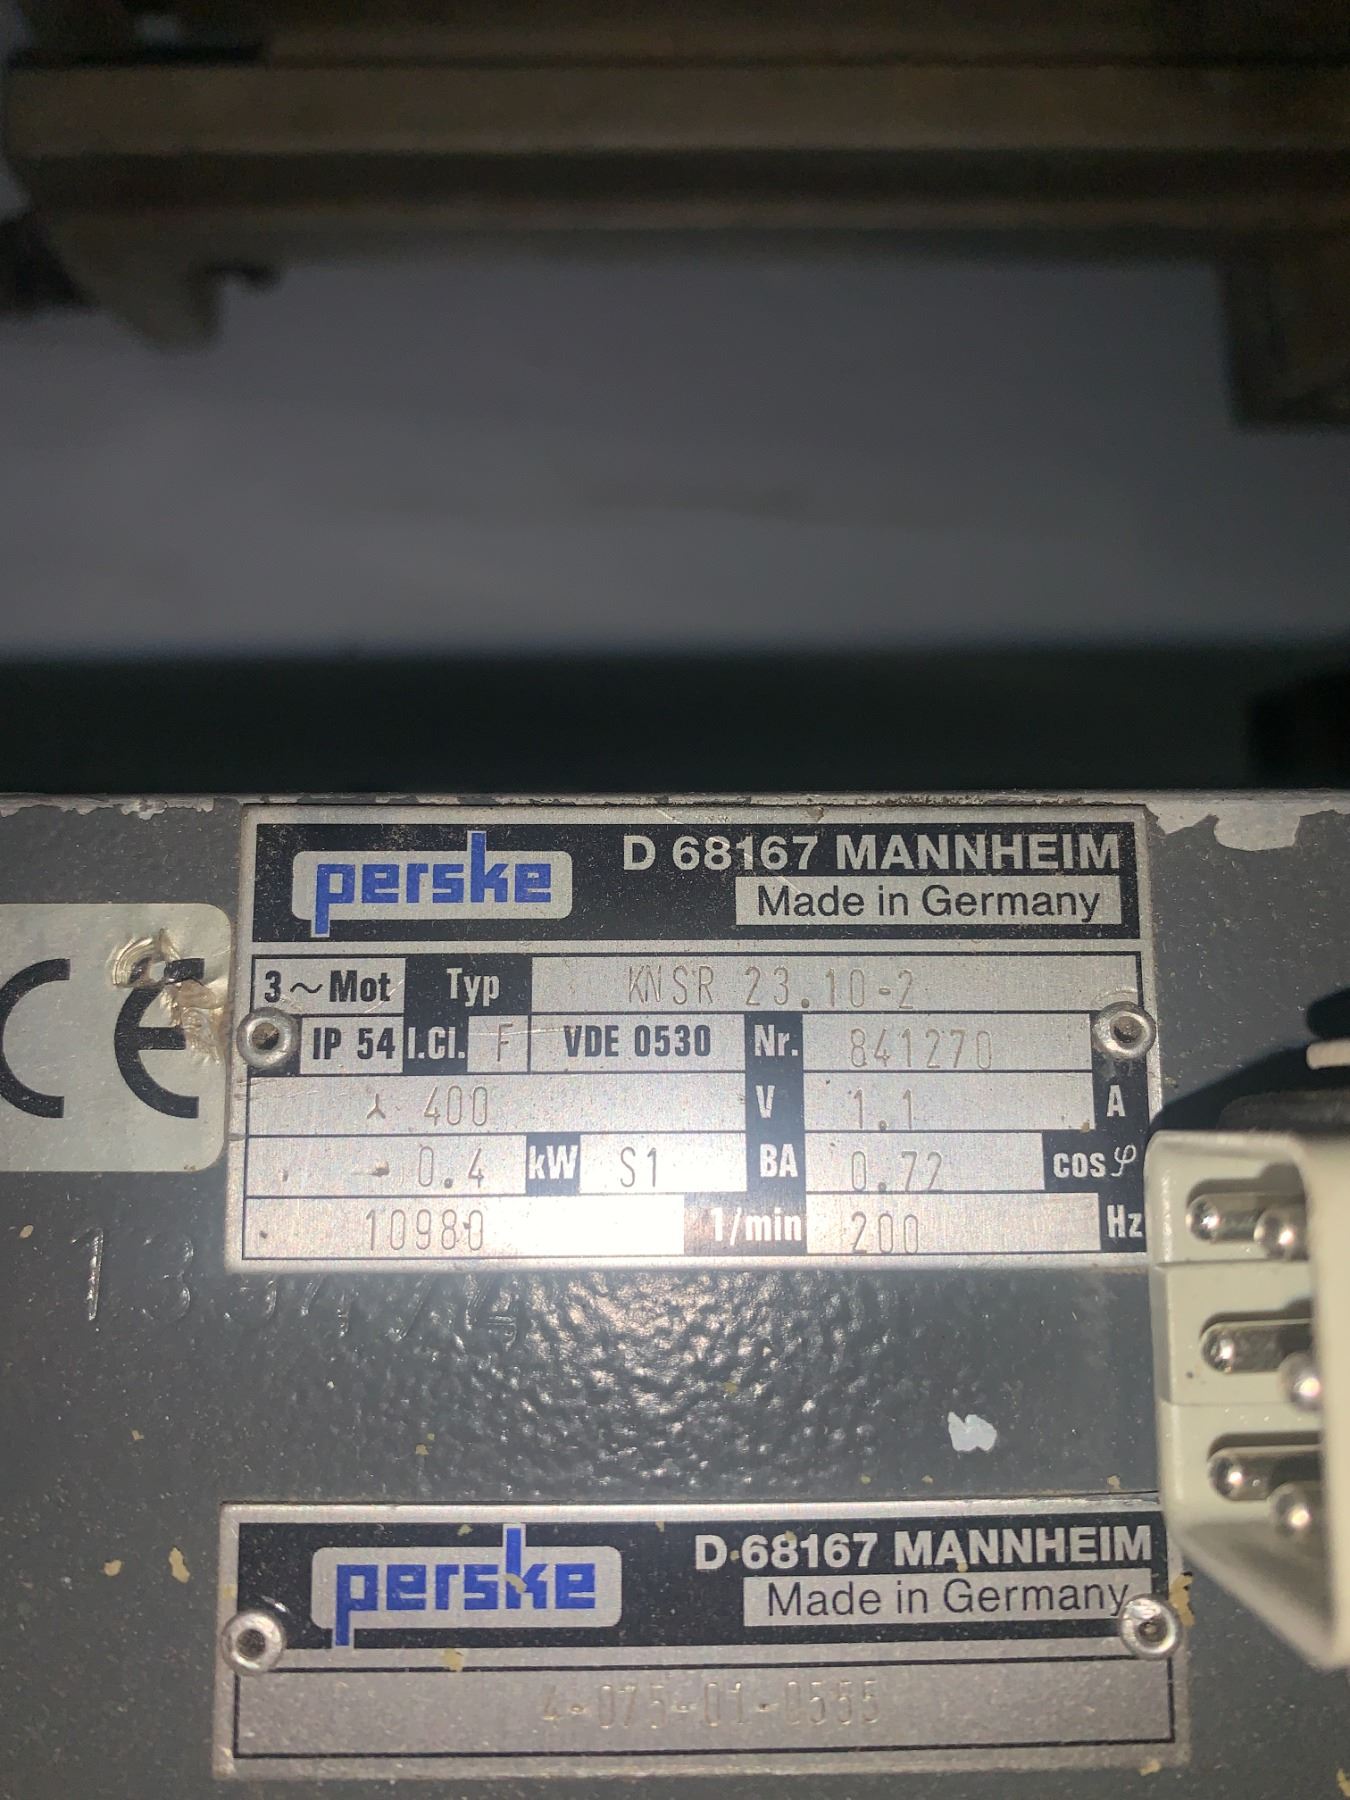 perske
D 68167 MANNHEIM
Made in Germany
3~Mot Typ KNSR 23.10-2
IP 54 I.Cl. F VDE 0530 Nr. 841270
400 V 1.1 A
0.4 kW S1 BA 0.72 cosφ
10980 1/min 200 Hz
CE
perske
D-68167 MANNHEIM
Made in Germany
4-075-01-0555